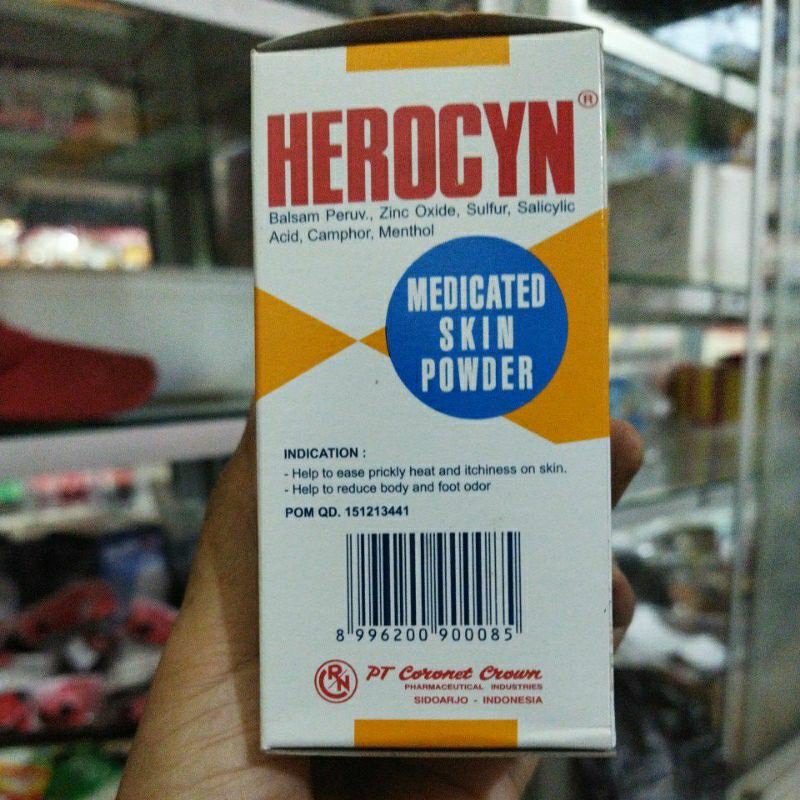 HEROCYN®
Balsam Peruv., Zinc Oxide, Sulfur, Salicylic
Acid, Camphor, Menthol
MEDICATED
SKIN
POWDER
INDICATION :
- Help to ease prickly heat and itchiness on skin.
- Help to reduce body and foot odor
POM QD. 151213441
8 996200 900085
CRN PT Coronet Crown
PHARMACEUTICAL INDUSTRIES
SIDOARJO - INDONESIA